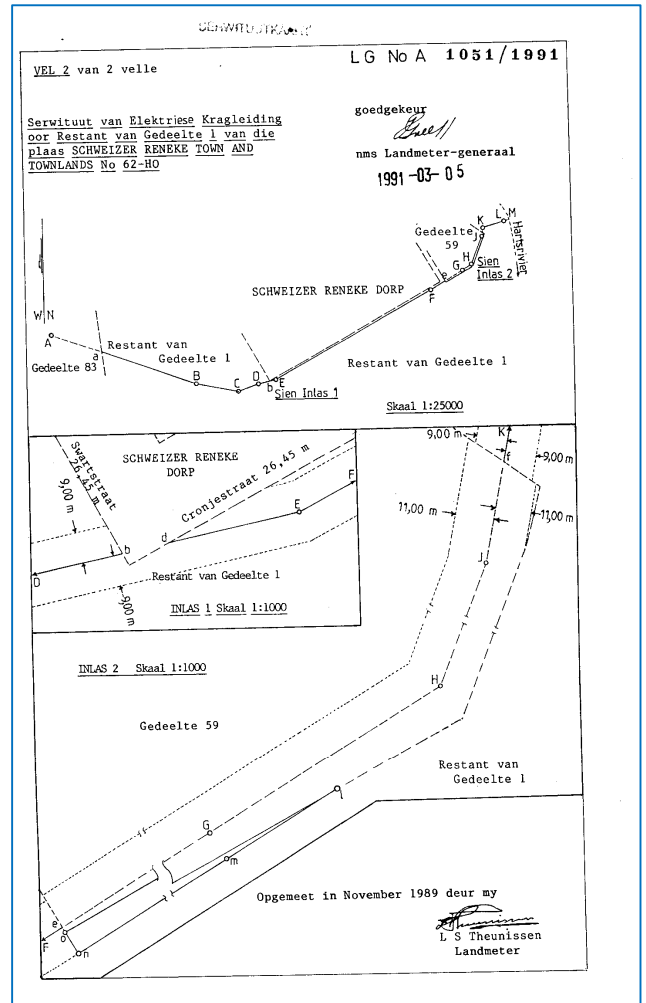 SERWITUUTKAART
VEL 2 van 2 velle
LG No A 1051/1991
Serwituut van Elektriese Kragleiding
oor Restant van Gedeelte 1 van die
plaas SCHWEIZER RENEKE TOWN AND
TOWNLANDS No 62-HO
goedgekeur
nms Landmeter-generaal
1991-03-05
W N
A
a
Gedeelte 83
Restant van
Gedeelte 1
B
C
D
b
E
Sien Inlas 1
SCHWEIZER RENEKE DORP
F
e
G
H
J
K
L
M
Gedeelte
59
Sien
Inlas 2
Hartsrivier
Restant van Gedeelte 1
Skaal 1:25000
Swartstraat
26,45 m
9,00 m
SCHWEIZER RENEKE
DORP
Cronjestraat 26,45 m
F
E
d
b
D
9,00 m
Restant van Gedeelte 1
INLAS 1 Skaal 1:1000
9,00 m
K
f
9,00 m
11,00 m
11,00 m
J
INLAS 2 Skaal 1:1000
H
Gedeelte 59
Restant van
Gedeelte 1
l
G
m
e
F
o
n
Opgemeet in November 1989 deur my
L S Theunissen
Landmeter